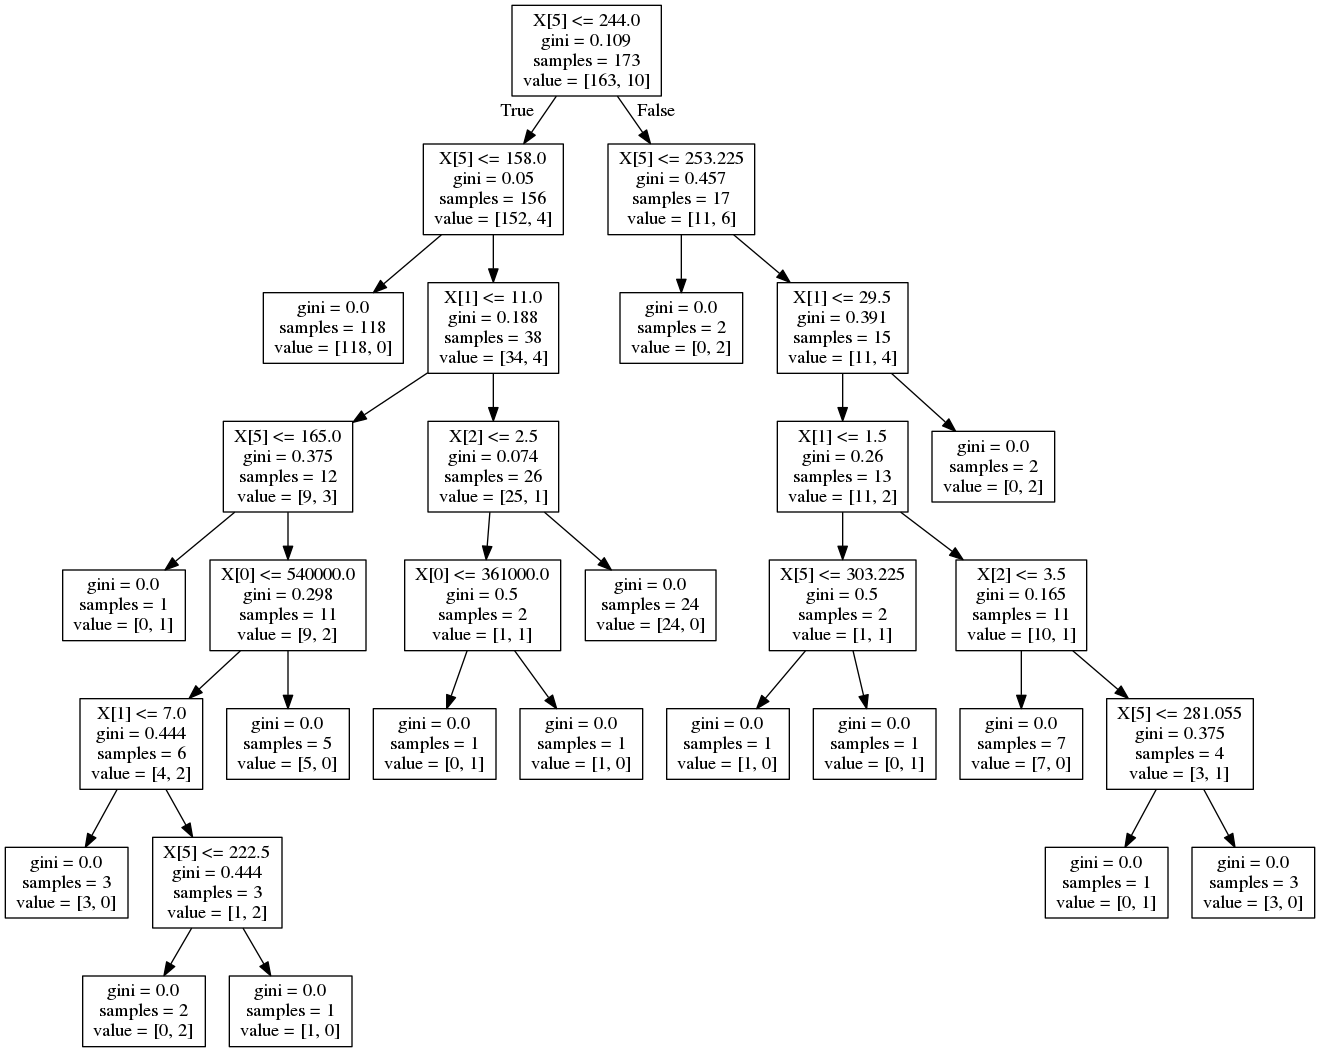 X[5] <= 244.0
gini = 0.109
samples = 173
value = [163, 10]
True
False
X[5] <= 158.0
gini = 0.05
samples = 156
value = [152, 4]
X[5] <= 253.225
gini = 0.457
samples = 17
value = [11, 6]
gini = 0.0
samples = 118
value = [118, 0]
X[1] <= 11.0
gini = 0.188
samples = 38
value = [34, 4]
gini = 0.0
samples = 2
value = [0, 2]
X[1] <= 29.5
gini = 0.391
samples = 15
value = [11, 4]
X[5] <= 165.0
gini = 0.375
samples = 12
value = [9, 3]
X[2] <= 2.5
gini = 0.074
samples = 26
value = [25, 1]
X[1] <= 1.5
gini = 0.26
samples = 13
value = [11, 2]
gini = 0.0
samples = 2
value = [0, 2]
gini = 0.0
samples = 1
value = [0, 1]
X[0] <= 540000.0
gini = 0.298
samples = 11
value = [9, 2]
X[0] <= 361000.0
gini = 0.5
samples = 2
value = [1, 1]
gini = 0.0
samples = 24
value = [24, 0]
X[5] <= 303.225
gini = 0.5
samples = 2
value = [1, 1]
X[2] <= 3.5
gini = 0.165
samples = 11
value = [10, 1]
X[1] <= 7.0
gini = 0.444
samples = 6
value = [4, 2]
gini = 0.0
samples = 5
value = [5, 0]
gini = 0.0
samples = 1
value = [0, 1]
gini = 0.0
samples = 1
value = [1, 0]
gini = 0.0
samples = 1
value = [1, 0]
gini = 0.0
samples = 1
value = [0, 1]
gini = 0.0
samples = 7
value = [7, 0]
X[5] <= 281.055
gini = 0.375
samples = 4
value = [3, 1]
gini = 0.0
samples = 3
value = [3, 0]
X[5] <= 222.5
gini = 0.444
samples = 3
value = [1, 2]
gini = 0.0
samples = 1
value = [0, 1]
gini = 0.0
samples = 3
value = [3, 0]
gini = 0.0
samples = 2
value = [0, 2]
gini = 0.0
samples = 1
value = [1, 0]